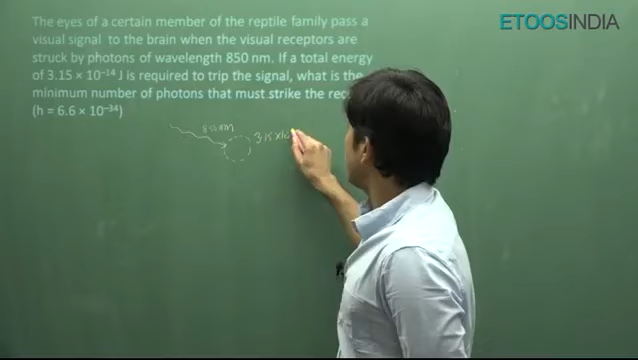 ETOOSINDIA
The eyes of a certain member of the reptile family pass a
visual signal to the brain when the visual receptors are
struck by photons of wavelength 850 nm. If a total energy
of 3.15 × 10⁻¹⁴ J is required to trip the signal, what is the
minimum number of photons that must strike the
(h = 6.6 × 10⁻³⁴)
850 nm
3.15 × 10